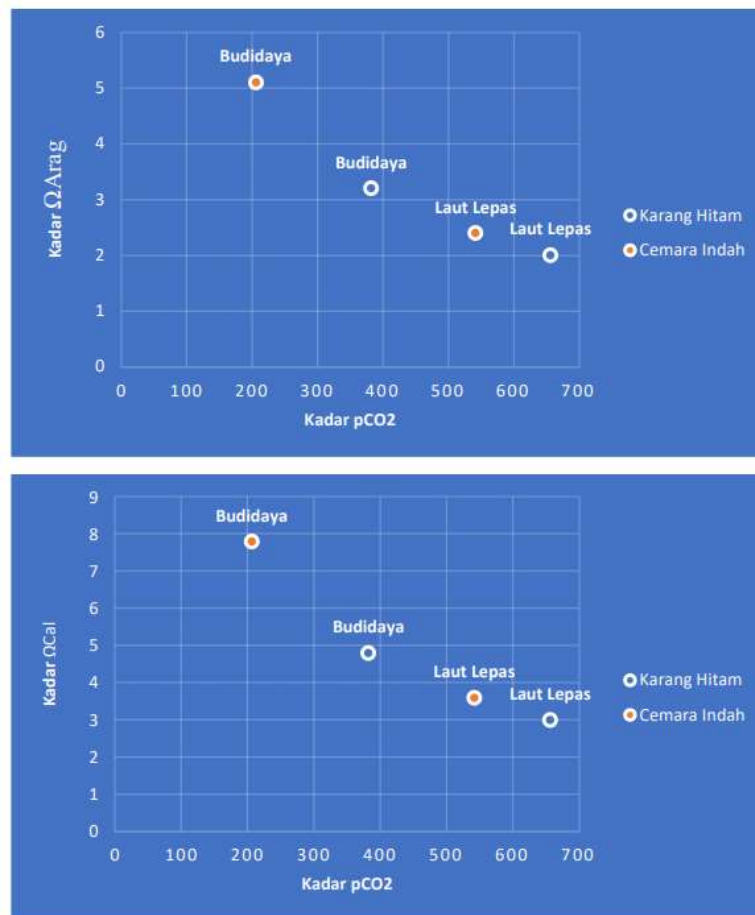 6
Budidaya
5
4
Budidaya
Kadar ΩArag
3
Laut Lepas
Laut Lepas
Karang Hitam
2
Cemara Indah
1
0
0 100 200 300 400 500 600 700
Kadar pCO2
9
Budidaya
8
7
6
Budidaya
5
Kadar ΩCal
4
Laut Lepas
Laut Lepas
Karang Hitam
3
Cemara Indah
2
1
0
0 100 200 300 400 500 600 700
Kadar pCO2